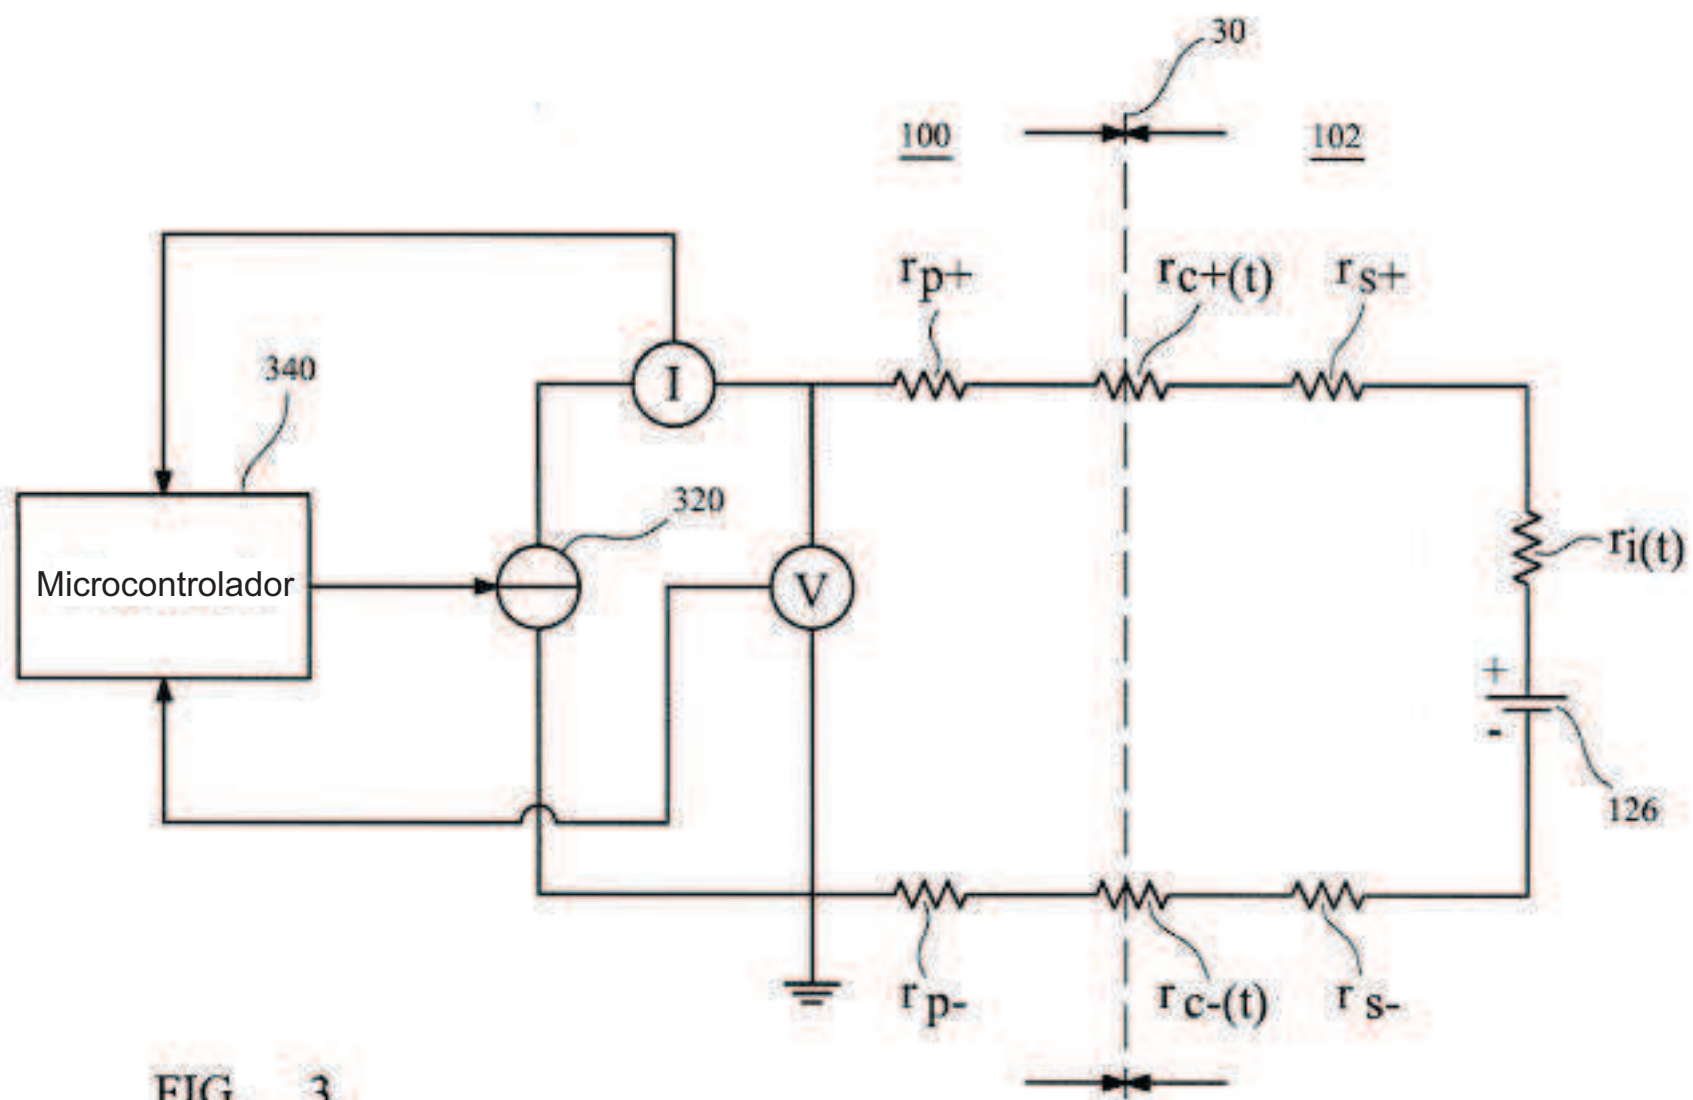 30
100
102
rp+
rc+(t)
rs+
340
I
320
Microcontrolador
V
ri(t)
+
-
126
rp-
rc-(t)
rs-
FIG. 3